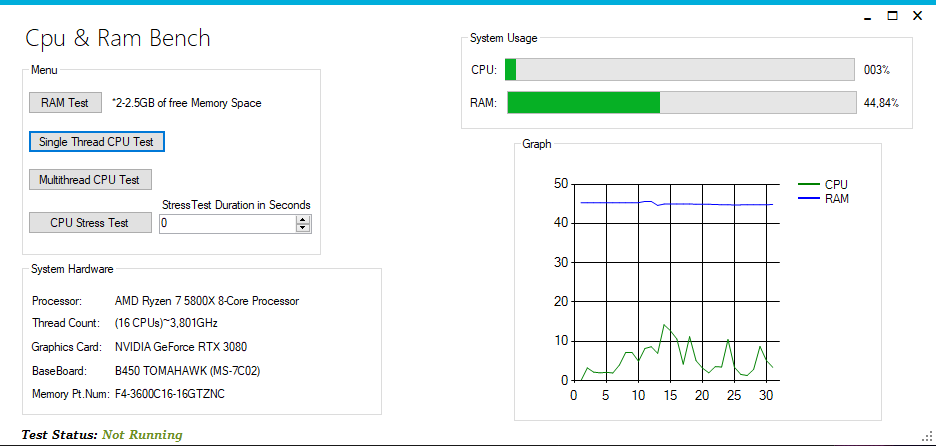 Cpu & Ram Bench
Menu
RAM Test *2-2.5GB of free Memory Space
Single Thread CPU Test
Multithread CPU Test
StressTest Duration in Seconds
CPU Stress Test 0
System Hardware
Processor: AMD Ryzen 7 5800X 8-Core Processor
Thread Count: (16 CPUs)~3,801GHz
Graphics Card: NVIDIA GeForce RTX 3080
BaseBoard: B450 TOMAHAWK (MS-7C02)
Memory Pt.Num: F4-3600C16-16GTZNC
Test Status: Not Running
System Usage
CPU: 003%
RAM: 44,84%
Graph
50
40
30
20
10
0
0 5 10 15 20 25 30
CPU
RAM